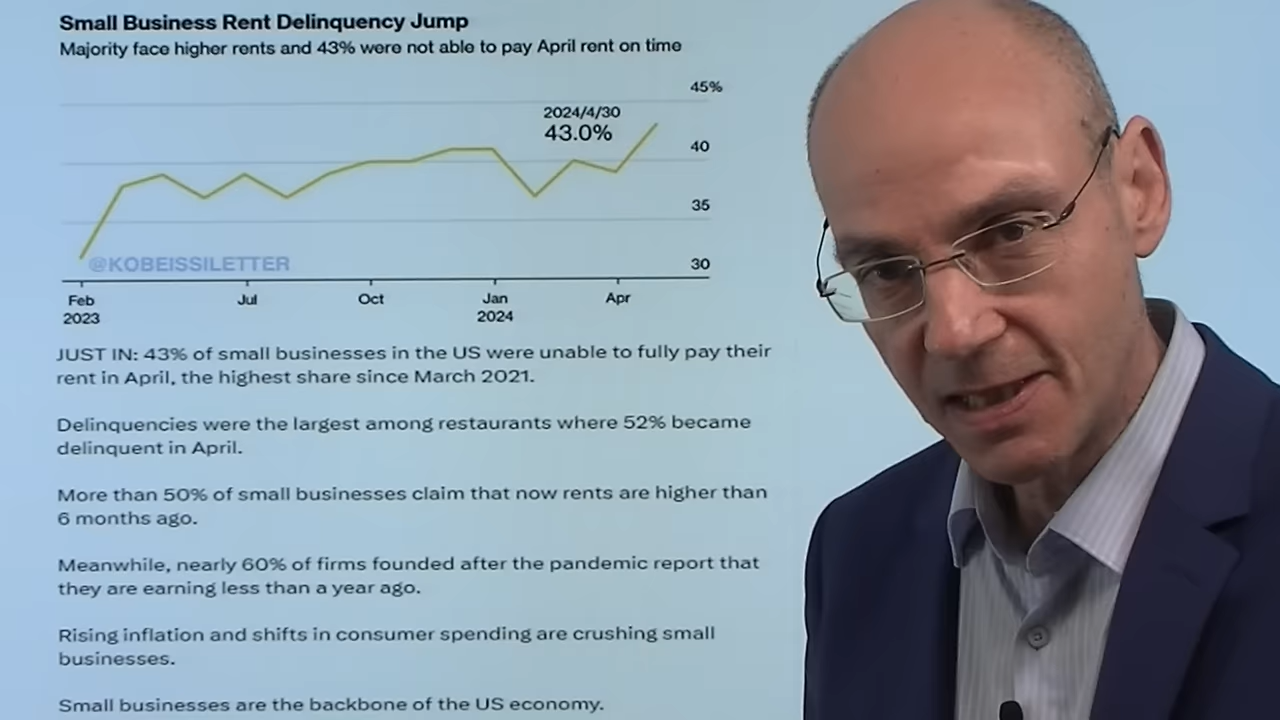 Small Business Rent Delinquency Jump
Majority face higher rents and 43% were not able to pay April rent on time
45%
2024/4/30
43.0%
40
35
@KOBEISSILETTER
30
Feb
2023
Jul
Oct
Jan
2024
Apr
JUST IN: 43% of small businesses in the US were unable to fully pay their
rent in April, the highest share since March 2021.
Delinquencies were the largest among restaurants where 52% became
delinquent in April.
More than 50% of small businesses claim that now rents are higher than
6 months ago.
Meanwhile, nearly 60% of firms founded after the pandemic report that
they are earning less than a year ago.
Rising inflation and shifts in consumer spending are crushing small
businesses.
Small businesses are the backbone of the US economy.